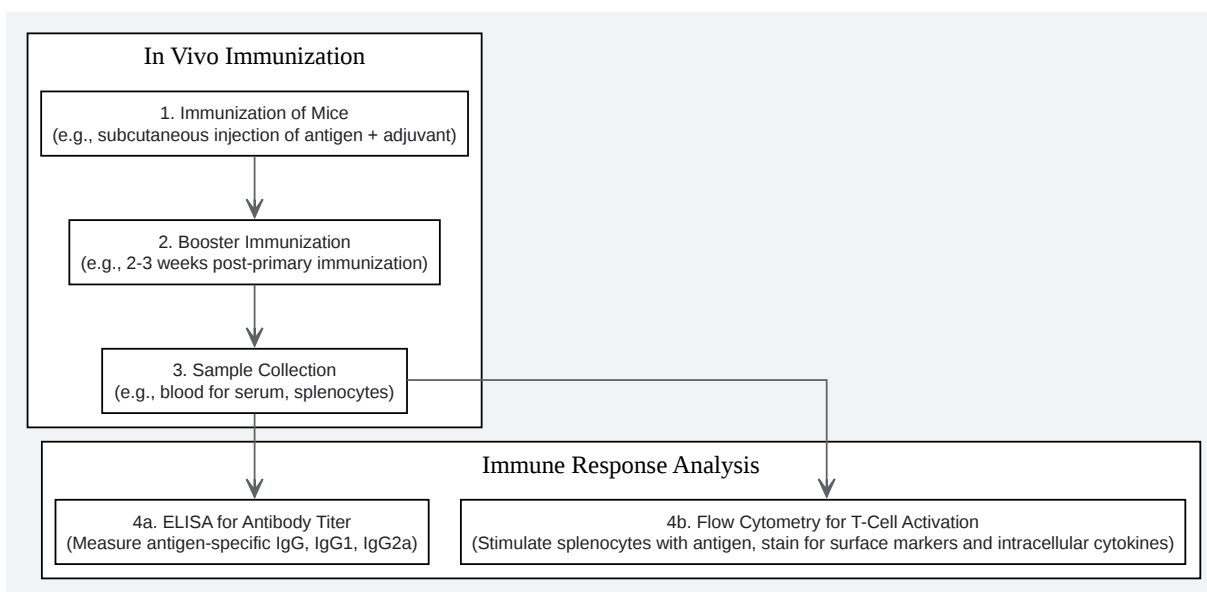 In Vivo Immunization
1. Immunization of Mice
(e.g., subcutaneous injection of antigen + adjuvant)
2. Booster Immunization
(e.g., 2-3 weeks post-primary immunization)
3. Sample Collection
(e.g., blood for serum, splenocytes)
Immune Response Analysis
4a. ELISA for Antibody Titer
(Measure antigen-specific IgG, IgG1, IgG2a)
4b. Flow Cytometry for T-Cell Activation
(Stimulate splenocytes with antigen, stain for surface markers and intracellular cytokines)